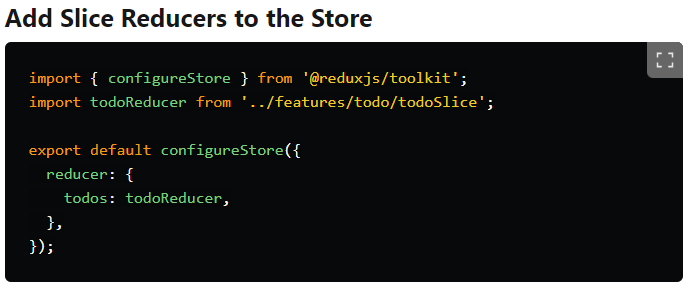 Add Slice Reducers to the Store
import { configureStore } from '@reduxjs/toolkit';
import todoReducer from '../features/todo/todoSlice';

export default configureStore({
  reducer: {
    todos: todoReducer,
  },
});